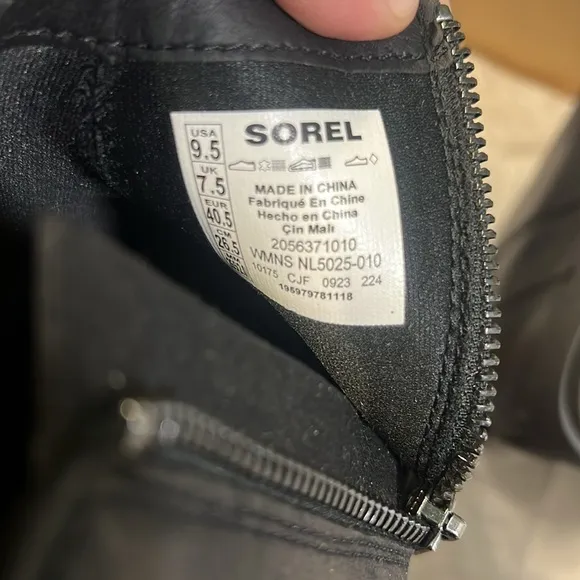 SOREL
USA
9.5
UK
7.5
EUR
40.5
CM
26.5
MADE IN CHINA
Fabriqué En Chine
Hecho en China
Çin Mali
2056371010
WMNS NL5025-010
10175 CJF 0923 224
195979781118